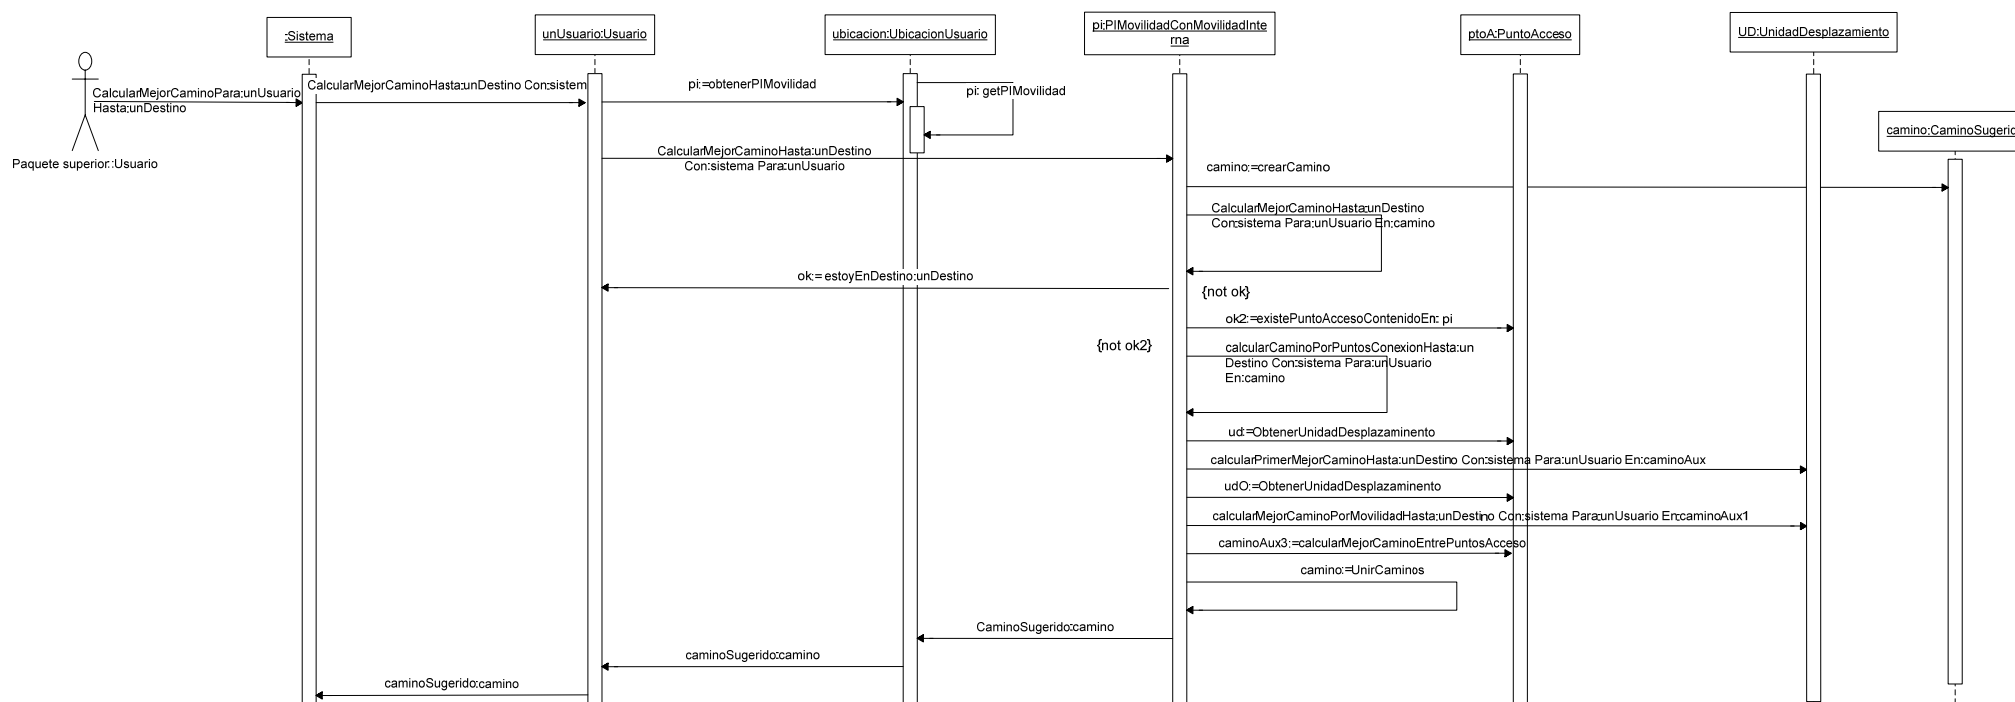 :Sistema
unUsuario:Usuario
ubicacion:UbicacionUsuario
pi:PIMovilidadConMovilidadInte
rna
ptoA:PuntoAcceso
UD:UnidadDesplazamiento
camino:CaminoSugerid
CalcularMejorCaminoPara:unUsuario
Hasta:unDestino
CalcularMejorCaminoHasta:unDestino Con:sistem
pi:=obtenerPIMovilidad
pi: getPIMovilidad
Paquete superior::Usuario
CalcularMejorCaminoHasta:unDestino
Con:sistema Para:unUsuario
camino:=crearCamino
CalcularMejorCaminoHasta:unDestino
Con:sistema Para:unUsuario En:camino
ok:= estoyEnDestino:unDestino
{not ok}
ok2:=existePuntoAccesoContenidoEn: pi
{not ok2}
calcularCaminoPorPuntosConexionHasta:un
Destino Con:sistema Para:unUsuario
En:camino
ud:=ObtenerUnidadDesplazaminento
calcularPrimerMejorCaminoHasta:unDestino Con:sistema Para:unUsuario En:caminoAux
udO:=ObtenerUnidadDesplazaminento
calcularMejorCaminoPorMovilidadHasta:unDestino Con:sistema Para:unUsuario En:caminoAux1
caminoAux3:=calcularMejorCaminoEntrePuntosAcceso
camino:=UnirCaminos
CaminoSugerido:camino
caminoSugerido:camino
caminoSugerido:camino